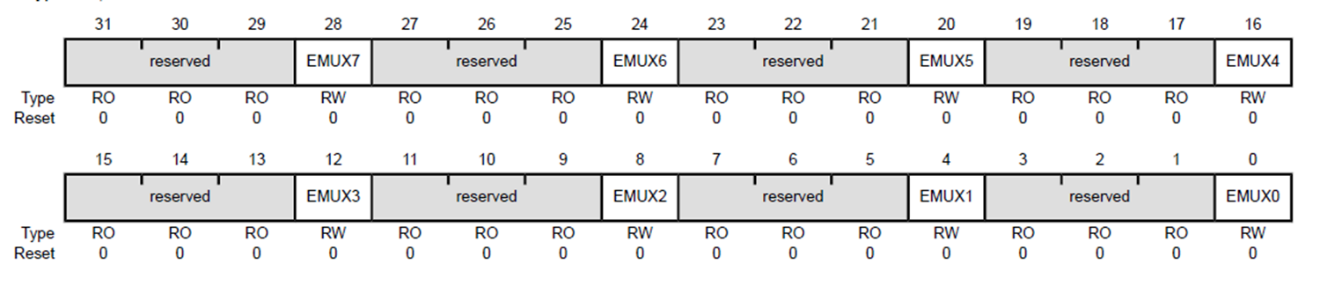 31 30 29 28 27 26 25 24 23 22 21 20 19 18 17 16
reserved EMUX7 reserved EMUX6 reserved EMUX5 reserved EMUX4
Type RO RO RO RW RO RO RO RW RO RO RO RW RO RO RO RW
Reset 0 0 0 0 0 0 0 0 0 0 0 0 0 0 0 0
15 14 13 12 11 10 9 8 7 6 5 4 3 2 1 0
reserved EMUX3 reserved EMUX2 reserved EMUX1 reserved EMUX0
Type RO RO RO RW RO RO RO RW RO RO RO RW RO RO RO RW
Reset 0 0 0 0 0 0 0 0 0 0 0 0 0 0 0 0